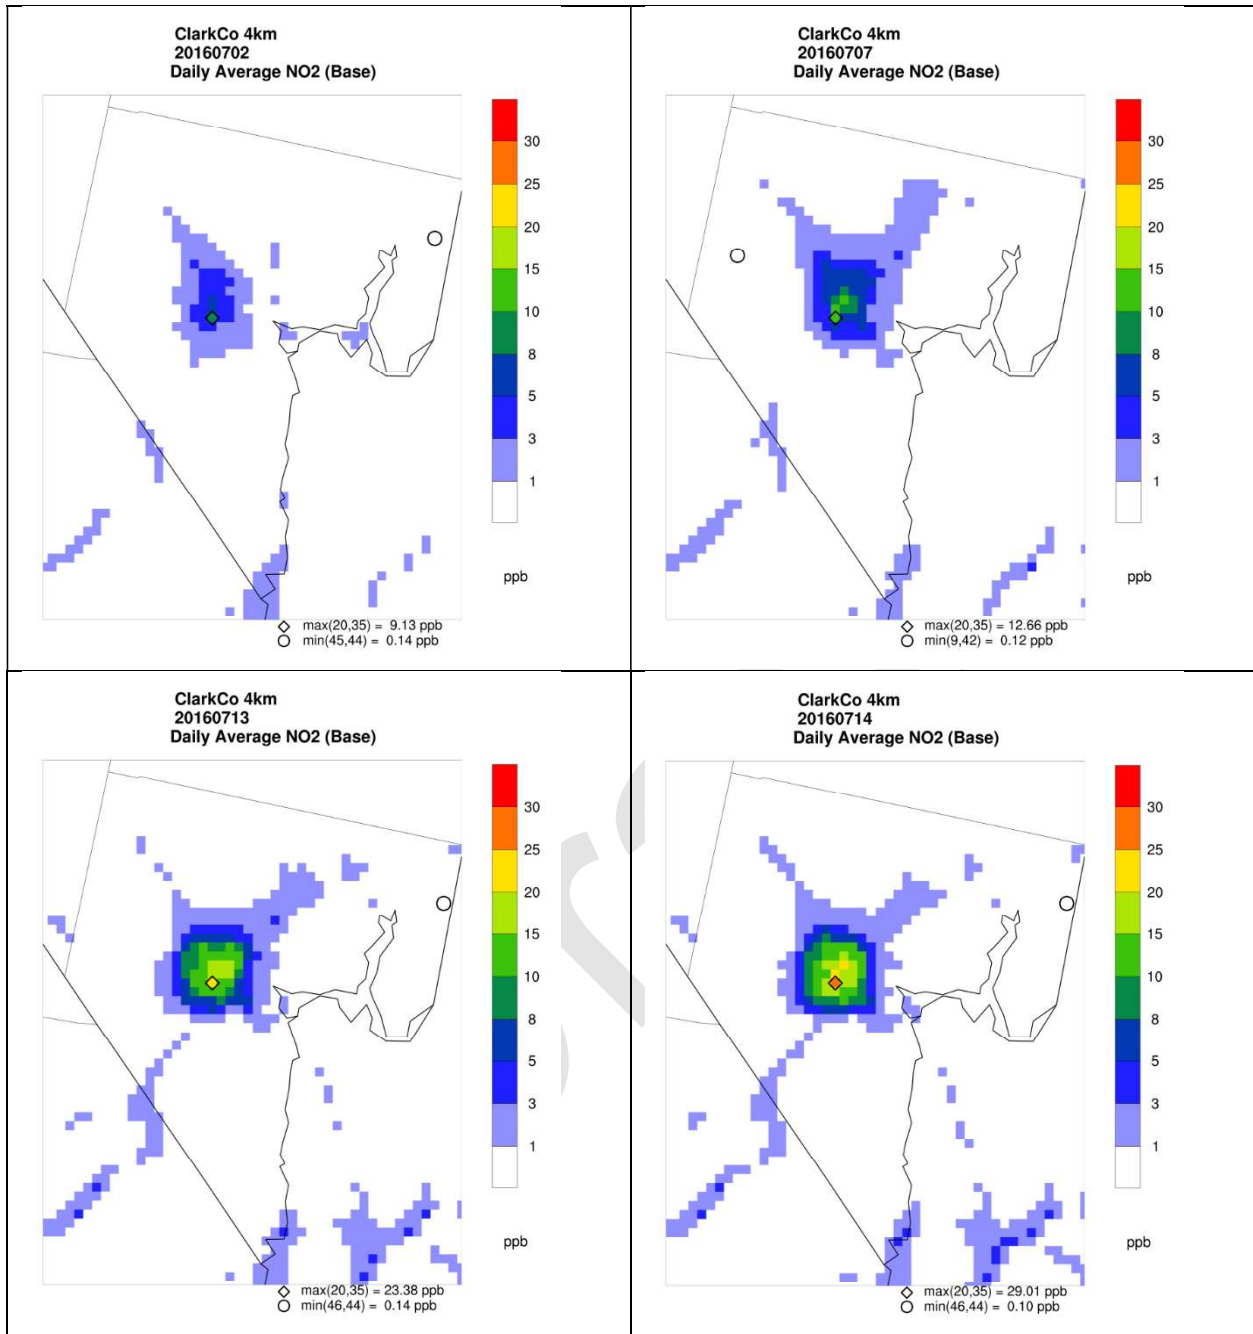 ClarkCo 4km
20160702
Daily Average NO2 (Base)
30
25
20
15
10
8
5
3
1
ppb
max(20,35) = 9.13 ppb
min(45,44) = 0.14 ppb
ClarkCo 4km
20160707
Daily Average NO2 (Base)
30
25
20
15
10
8
5
3
1
ppb
max(20,35) = 12.66 ppb
min(9,42) = 0.12 ppb
ClarkCo 4km
20160713
Daily Average NO2 (Base)
30
25
20
15
10
8
5
3
1
ppb
max(20,35) = 23.38 ppb
min(46,44) = 0.14 ppb
ClarkCo 4km
20160714
Daily Average NO2 (Base)
30
25
20
15
10
8
5
3
1
ppb
max(20,35) = 29.01 ppb
min(46,44) = 0.10 ppb